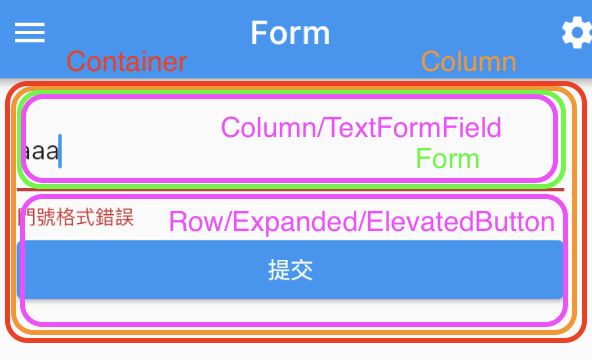 Form
Container
Column
Column/TextFormField
aaa
Form
門號格式錯誤
Row/Expanded/ElevatedButton
提交